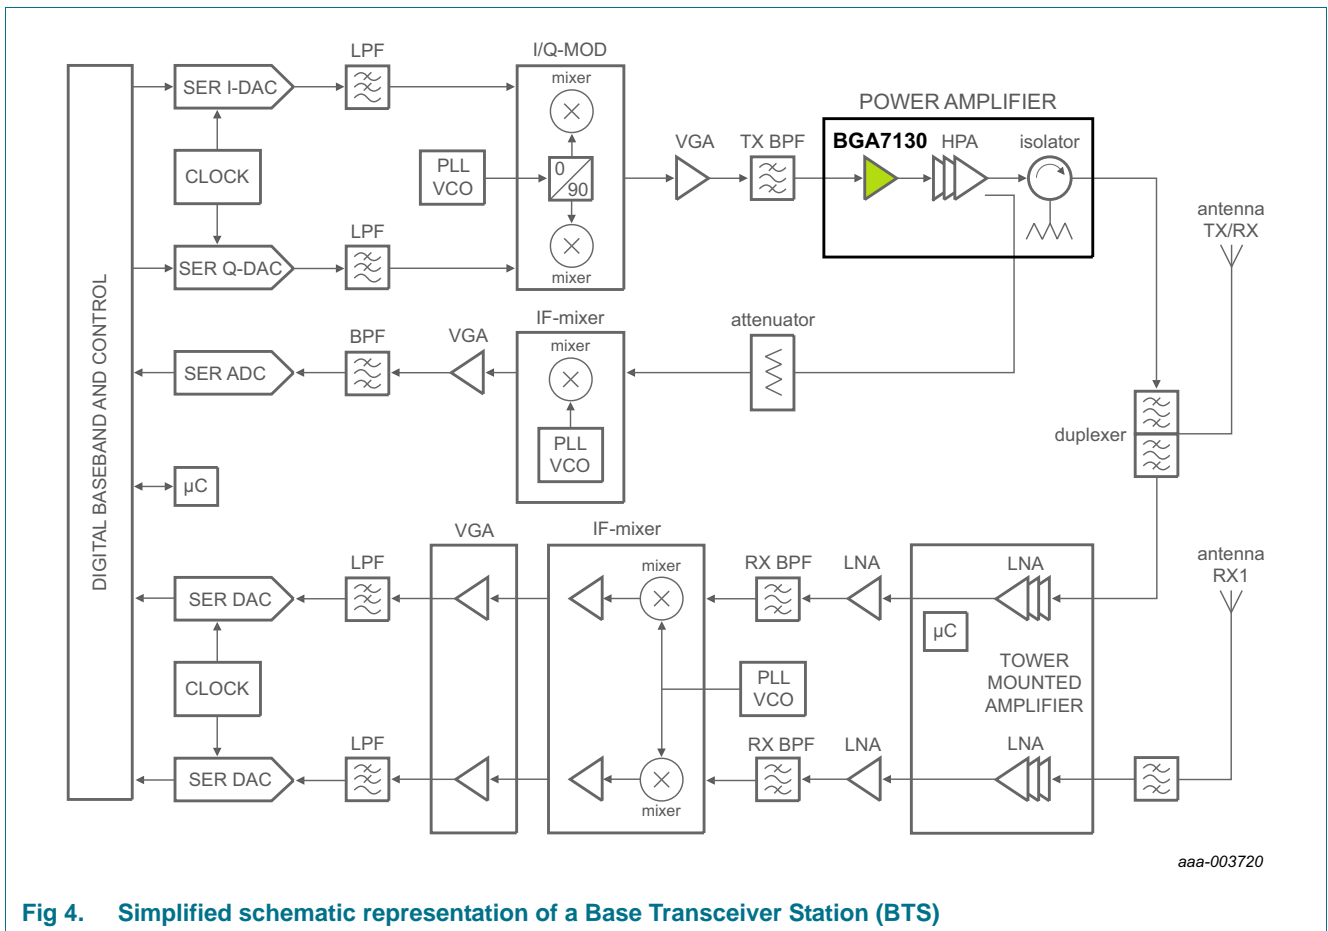 LPF
I/Q-MOD
mixer
SER I-DAC
POWER AMPLIFIER
VGA
TX BPF
BGA7130
HPA
isolator
CLOCK
PLL
VCO
0
90
antenna
TX/RX
LPF
SER Q-DAC
mixer
DIGITAL BASEBAND AND CONTROL
BPF
VGA
IF-mixer
mixer
attenuator
SER ADC
PLL
VCO
duplexer
µC
VGA
IF-mixer
LPF
mixer
RX BPF
LNA
LNA
antenna
RX1
SER DAC
µC
CLOCK
PLL
VCO
TOWER
MOUNTED
AMPLIFIER
LPF
RX BPF
LNA
LNA
SER DAC
mixer
aaa-003720
Fig 4. Simplified schematic representation of a Base Transceiver Station (BTS)